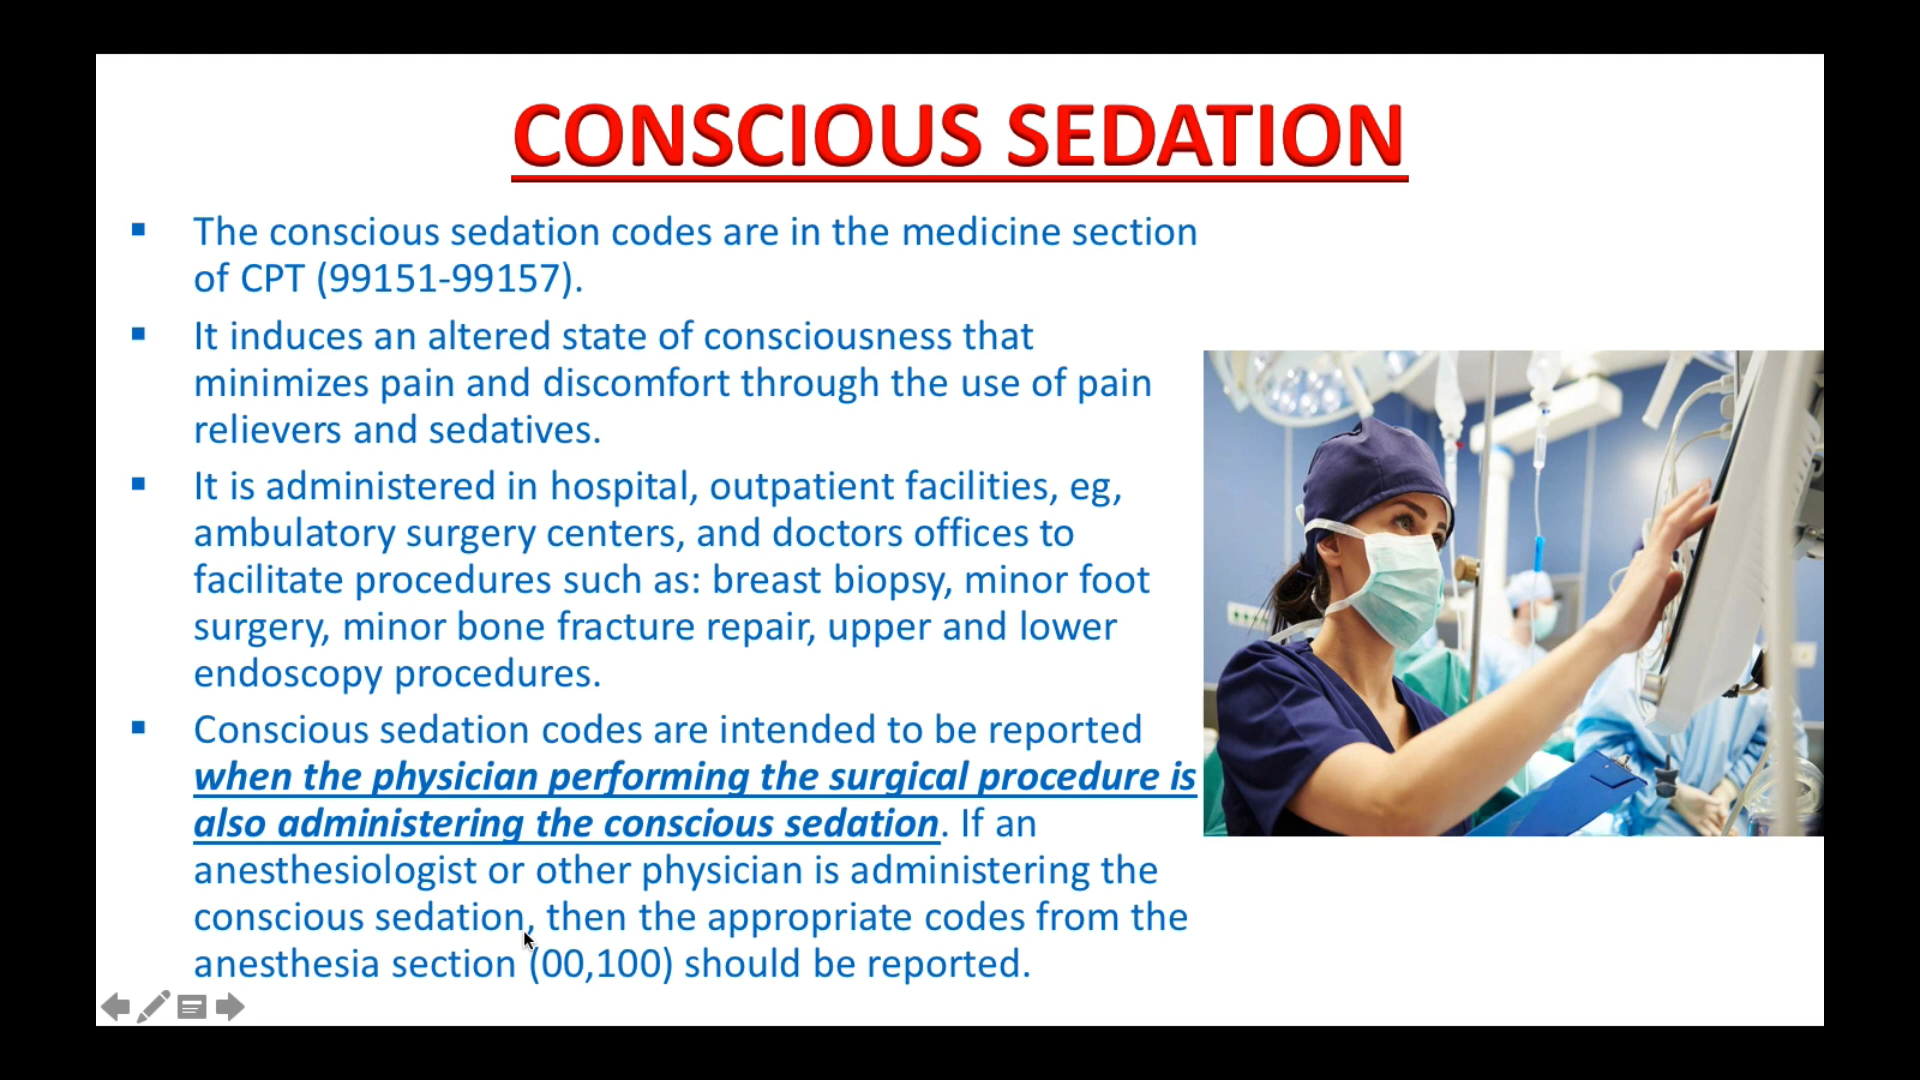 CONSCIOUS SEDATION
The conscious sedation codes are in the medicine section
of CPT (99151-99157).
It induces an altered state of consciousness that
minimizes pain and discomfort through the use of pain
relievers and sedatives.
It is administered in hospital, outpatient facilities, eg,
ambulatory surgery centers, and doctors offices to
facilitate procedures such as: breast biopsy, minor foot
surgery, minor bone fracture repair, upper and lower
endoscopy procedures.
Conscious sedation codes are intended to be reported
when the physician performing the surgical procedure is
also administering the conscious sedation. If an
anesthesiologist or other physician is administering the
conscious sedation, then the appropriate codes from the
anesthesia section (00,100) should be reported.